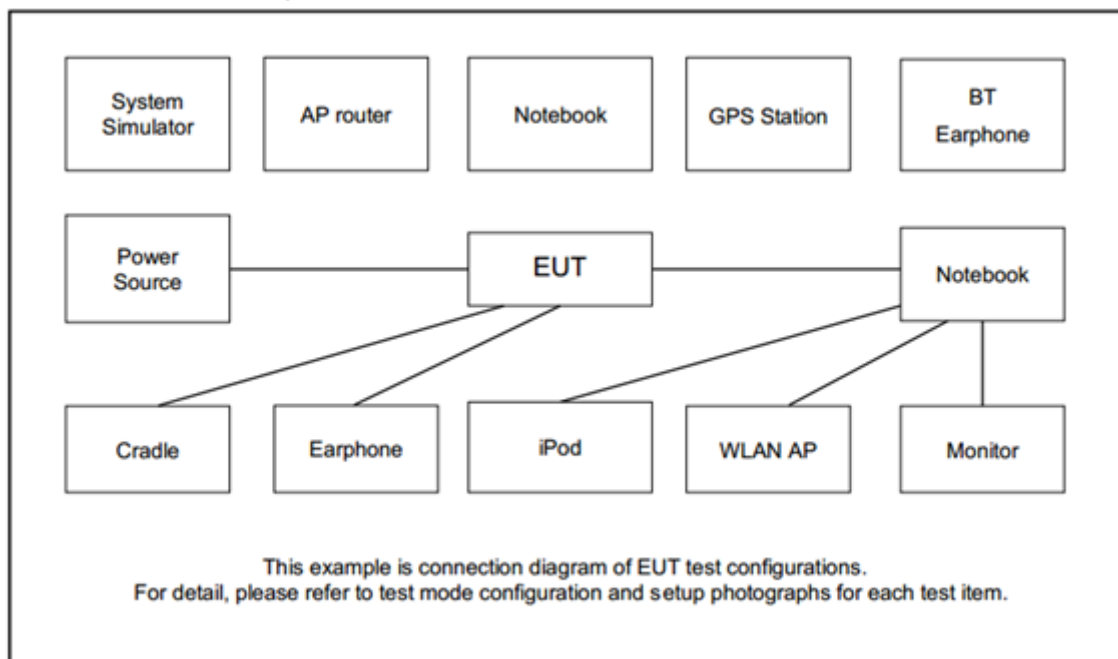 System
Simulator
AP router
Notebook
GPS Station
BT
Earphone
Power
Source
EUT
Notebook
Cradle
Earphone
iPod
WLAN AP
Monitor
This example is connection diagram of EUT test configurations.
For detail, please refer to test mode configuration and setup photographs for each test item.